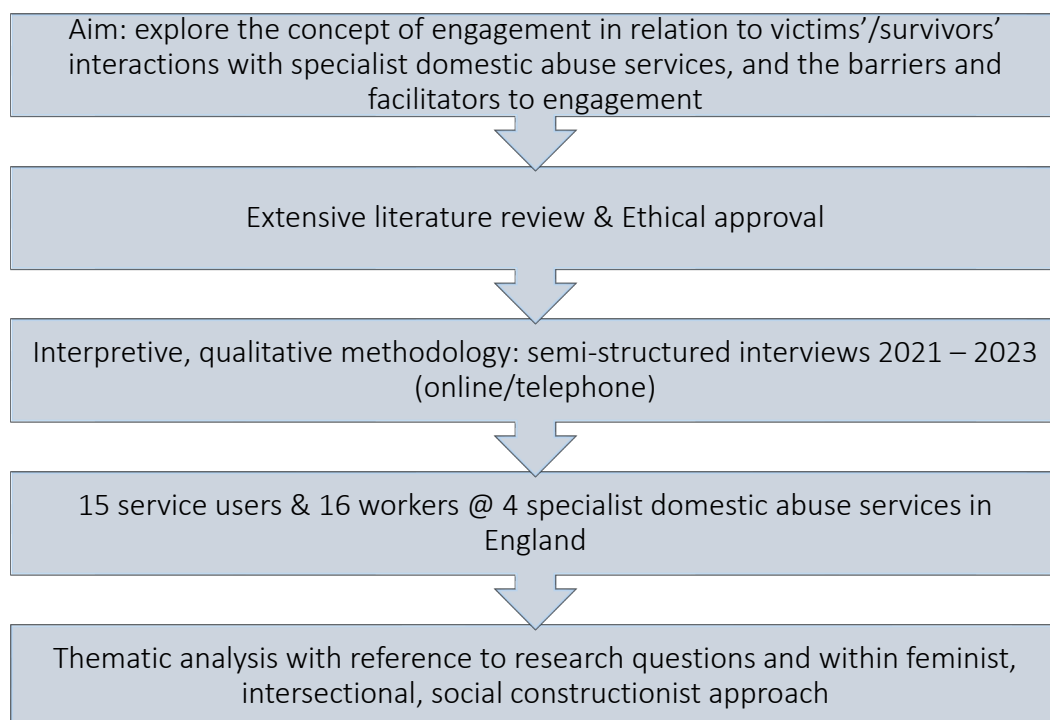 Aim: explore the concept of engagement in relation to victims’/survivors’
interactions with specialist domestic abuse services, and the barriers and
facilitators to engagement
Extensive literature review & Ethical approval
Interpretive, qualitative methodology: semi-structured interviews 2021 – 2023
(online/telephone)
15 service users & 16 workers @ 4 specialist domestic abuse services in
England
Thematic analysis with reference to research questions and within feminist,
intersectional, social constructionist approach